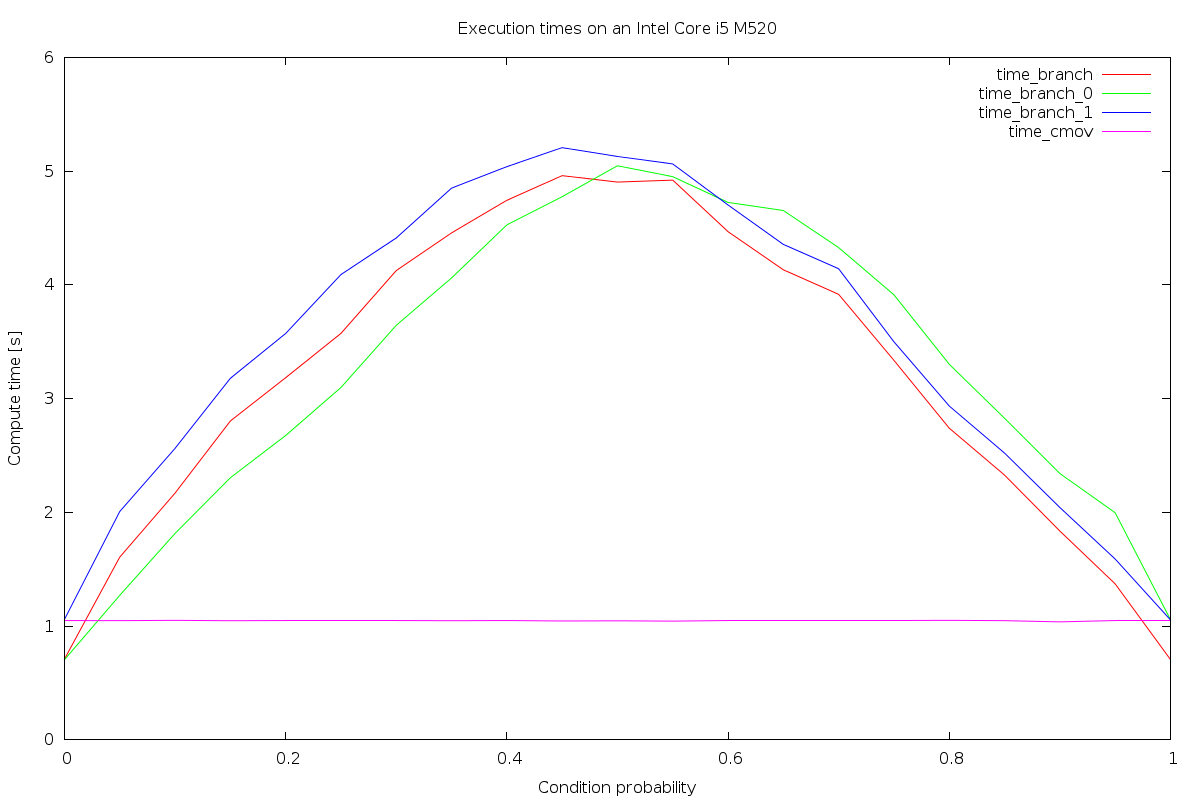 Execution times on an Intel Core i5 M520
time_branch
time_branch_0
time_branch_1
time_cmov
Compute time [s]
6
5
4
3
2
1
0
0 0.2 0.4 0.6 0.8 1
Condition probability